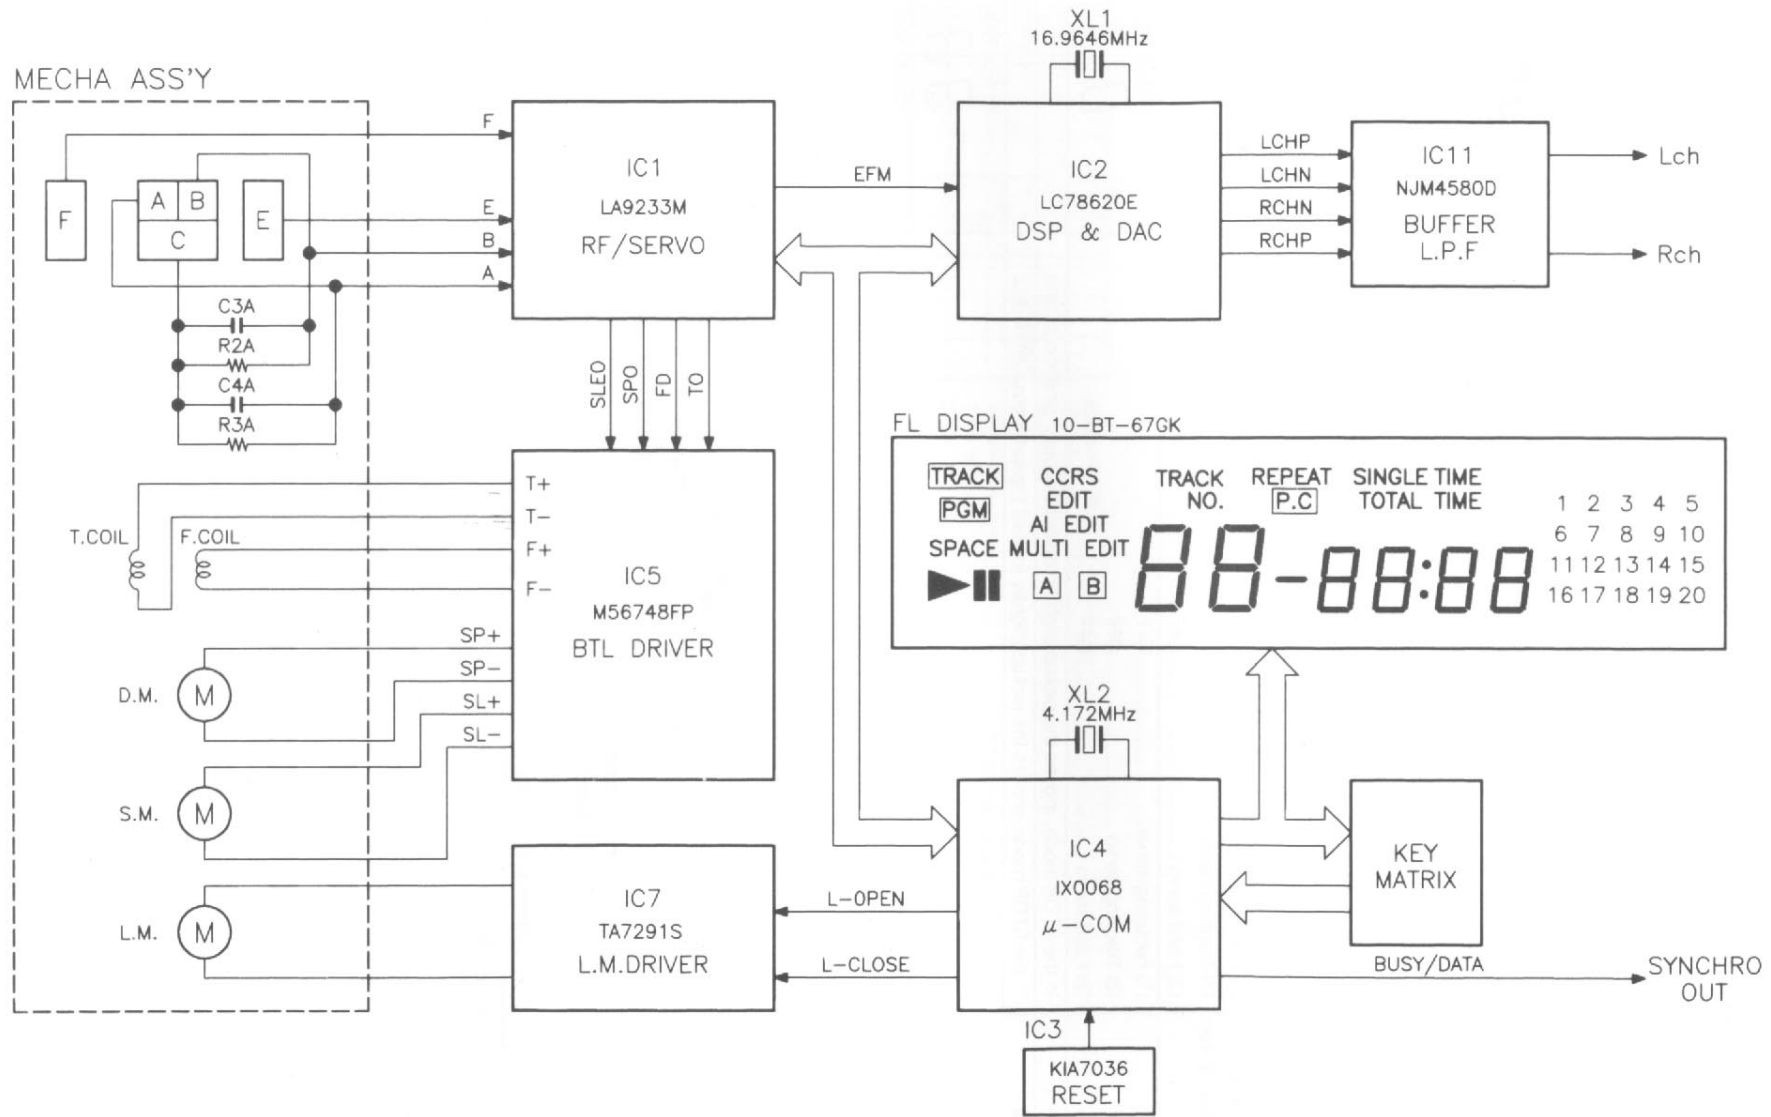 XL1
16.9646MHz
MECHA ASS'Y
F
A
B
E
C
F
E
B
A
C3A
R2A
C4A
R3A
IC1
LA9233M
RF/SERVO
EFM
IC2
LC78620E
DSP & DAC
LCHP
LCHN
RCHN
RCHP
IC11
NJM4580D
BUFFER
L.P.F
Lch
Rch
SLEO
SPO
FD
TO
FL DISPLAY 10-BT-67GK
TRACK
PGM
SPACE
CCRS
EDIT
AI EDIT
MULTI EDIT
A B
TRACK
NO.
REPEAT
P.C
SINGLE TIME
TOTAL TIME
88-88:88
1 2 3 4 5
6 7 8 9 10
11 12 13 14 15
16 17 18 19 20
T.COIL
F.COIL
T+
T-
F+
F-
SP+
SP-
SL+
SL-
IC5
M56748FP
BTL DRIVER
D.M.
M
S.M.
M
L.M.
M
IC7
TA7291S
L.M.DRIVER
L-OPEN
L-CLOSE
XL2
4.172MHz
IC4
IX0068
μ-COM
KEY
MATRIX
BUSY/DATA
SYNCHRO
OUT
IC3
KIA7036
RESET